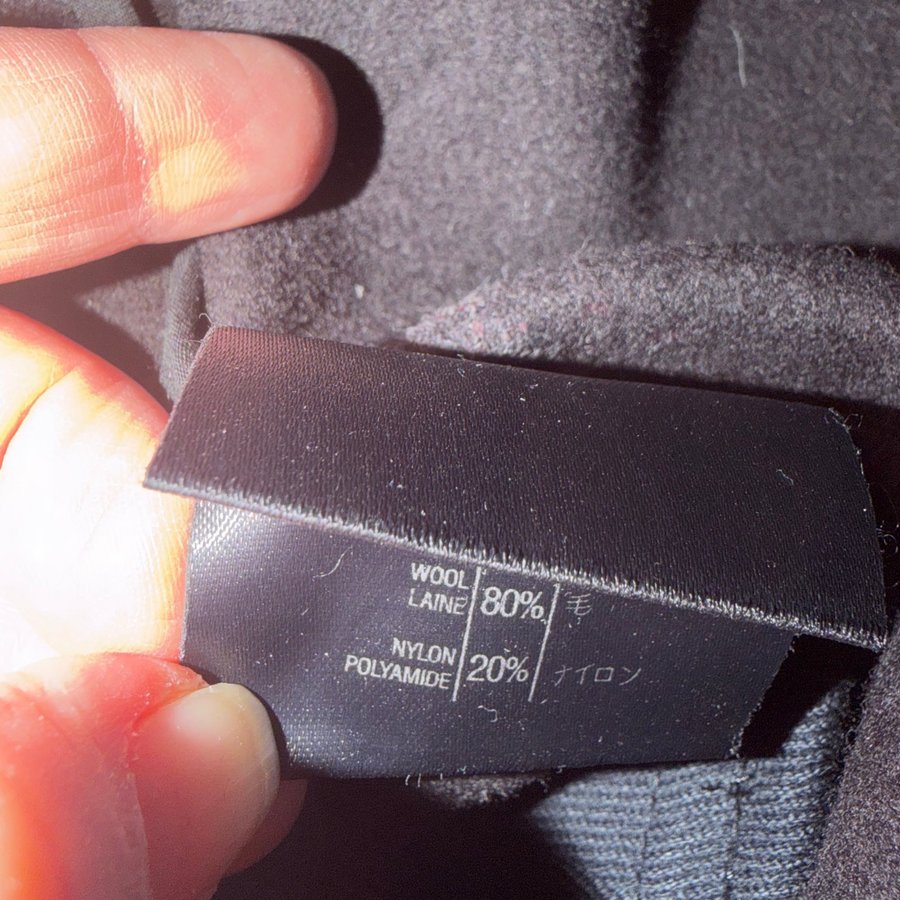 WOOL
LAINE 80% 毛
NYLON
POLYAMIDE 20% ナイロン